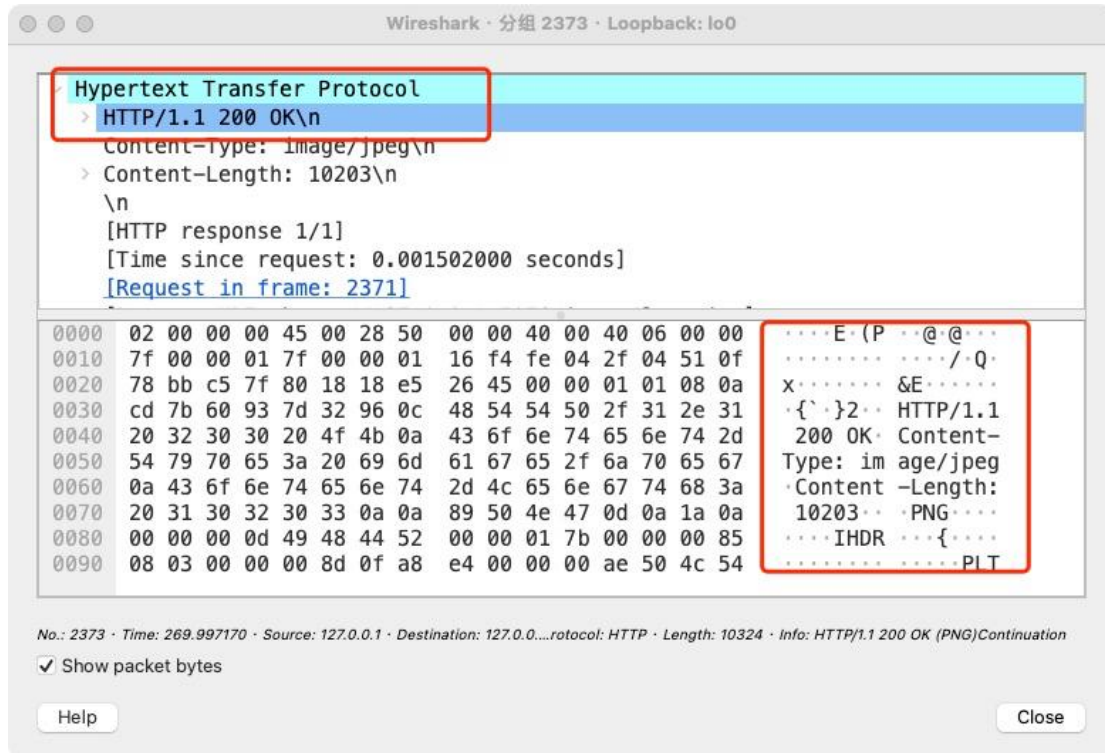 Wireshark · 分组 2373 · Loopback: lo0
Hypertext Transfer Protocol
HTTP/1.1 200 OK\n
Content-Type: image/jpeg\n
Content-Length: 10203\n
\n
[HTTP response 1/1]
[Time since request: 0.001502000 seconds]
[Request in frame: 2371]
0000 02 00 00 00 45 00 28 50 00 00 40 00 40 06 00 00 ····E·(P ··@·@···
0010 7f 00 00 01 7f 00 00 01 16 f4 fe 04 2f 04 51 0f ········ ····/·Q·
0020 78 bb c5 7f 80 18 18 e5 26 45 00 00 01 01 08 0a x······· &E······
0030 cd 7b 60 93 7d 32 96 0c 48 54 54 50 2f 31 2e 31 ·{`·}2·· HTTP/1.1
0040 20 32 30 30 20 4f 4b 0a 43 6f 6e 74 65 6e 74 2d 200 OK· Content-
0050 54 79 70 65 3a 20 69 6d 61 67 65 2f 6a 70 65 67 Type: im age/jpeg
0060 0a 43 6f 6e 74 65 6e 74 2d 4c 65 6e 67 74 68 3a ·Content -Length:
0070 20 31 30 32 30 33 0a 0a 89 50 4e 47 0d 0a 1a 0a 10203·· ·PNG····
0080 00 00 00 0d 49 48 44 52 00 00 01 7b 00 00 00 85 ····IHDR ···{····
0090 08 03 00 00 00 8d 0f a8 e4 00 00 00 ae 50 4c 54 ········ ·····PLT
No.: 2373 · Time: 269.997170 · Source: 127.0.0.1 · Destination: 127.0.0....rotocol: HTTP · Length: 10324 · Info: HTTP/1.1 200 OK (PNG)Continuation
Show packet bytes
Help
Close